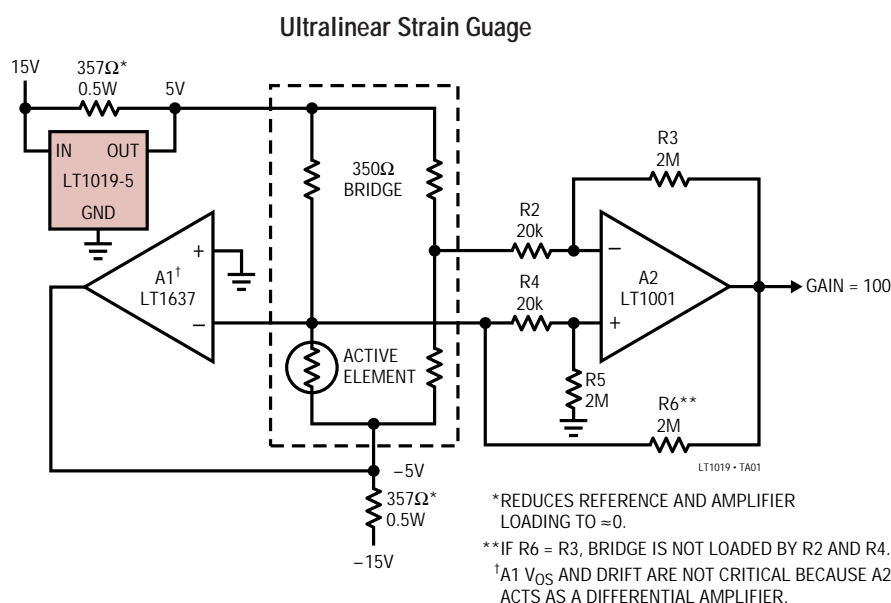 Ultralinear Strain Guage
15V
357Ω*
0.5W
5V
IN
OUT
LT1019-5
GND
350Ω
BRIDGE
R3
2M
R2
20k
A1†
LT1637
+
–
R4
20k
–
+
A2
LT1001
GAIN = 100
ACTIVE
ELEMENT
R5
2M
R6**
2M
LT1019 • TA01
–5V
357Ω*
0.5W
–15V
*REDUCES REFERENCE AND AMPLIFIER
LOADING TO ≈0.
**IF R6 = R3, BRIDGE IS NOT LOADED BY R2 AND R4.
†A1 VOS AND DRIFT ARE NOT CRITICAL BECAUSE A2
ACTS AS A DIFFERENTIAL AMPLIFIER.